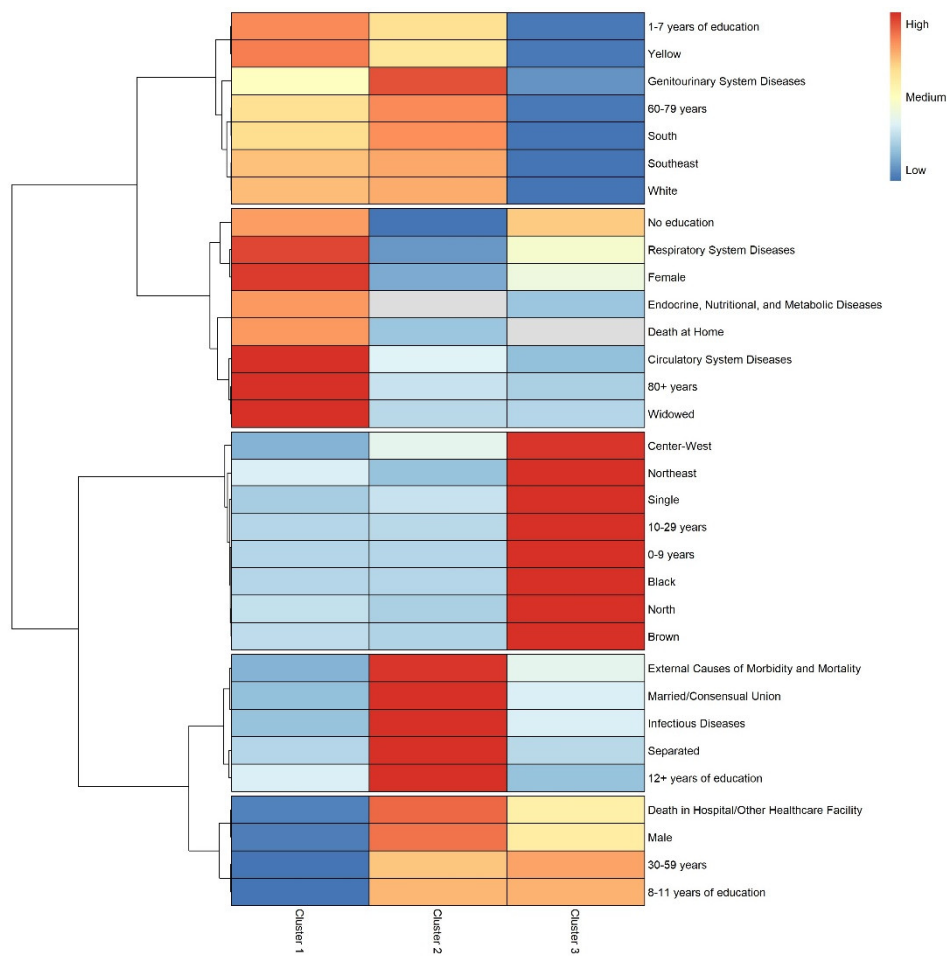 High
Medium
Low
1-7 years of education
Yellow
Genitourinary System Diseases
60-79 years
South
Southeast
White
No education
Respiratory System Diseases
Female
Endocrine, Nutritional, and Metabolic Diseases
Death at Home
Circulatory System Diseases
80+ years
Widowed
Center-West
Northeast
Single
10-29 years
0-9 years
Black
North
Brown
External Causes of Morbidity and Mortality
Married/Consensual Union
Infectious Diseases
Separated
12+ years of education
Death in Hospital/Other Healthcare Facility
Male
30-59 years
8-11 years of education
Cluster 1
Cluster 2
Cluster 3